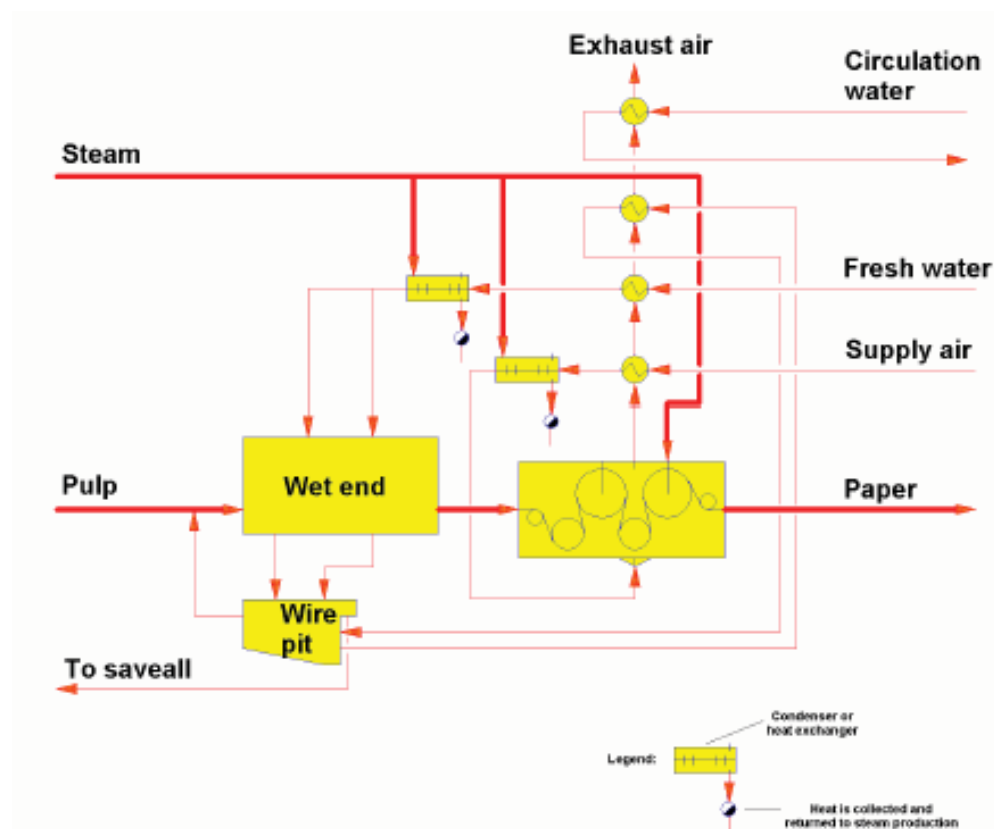 Exhaust air
Circulation
water
Steam
Fresh water
Supply air
Pulp
Wet end
Paper
Wire
pit
To saveall
Condenser or
heat exchanger
Legend:
Heat is collected and
returned to steam production